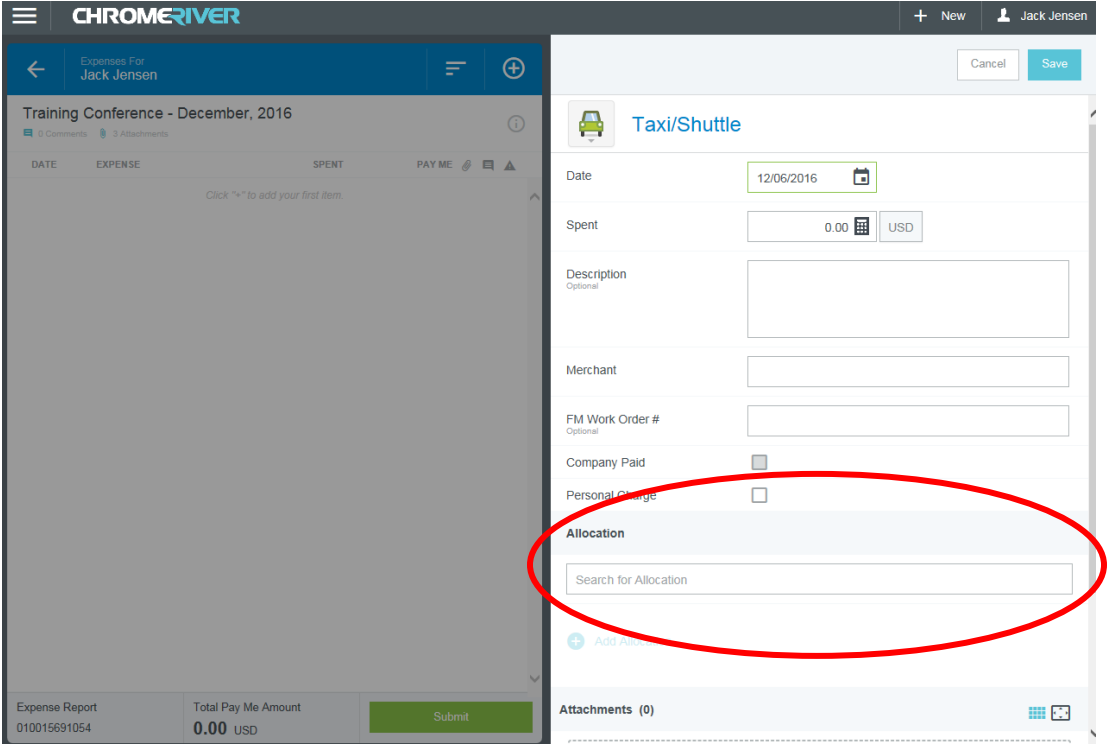 CHROMERIVER
New
Jack Jensen
Expenses For
Jack Jensen
Training Conference - December, 2016
0 Comments 3 Attachments
DATE EXPENSE SPENT PAY ME
Click "+" to add your first item.
Expense Report
010015691054
Total Pay Me Amount
0.00 USD
Submit
Cancel
Save
Taxi/Shuttle
Date
12/06/2016
Spent
0.00
USD
Description
Optional
Merchant
FM Work Order #
Optional
Company Paid
Personal Charge
Allocation
Search for Allocation
Add
Attachments (0)